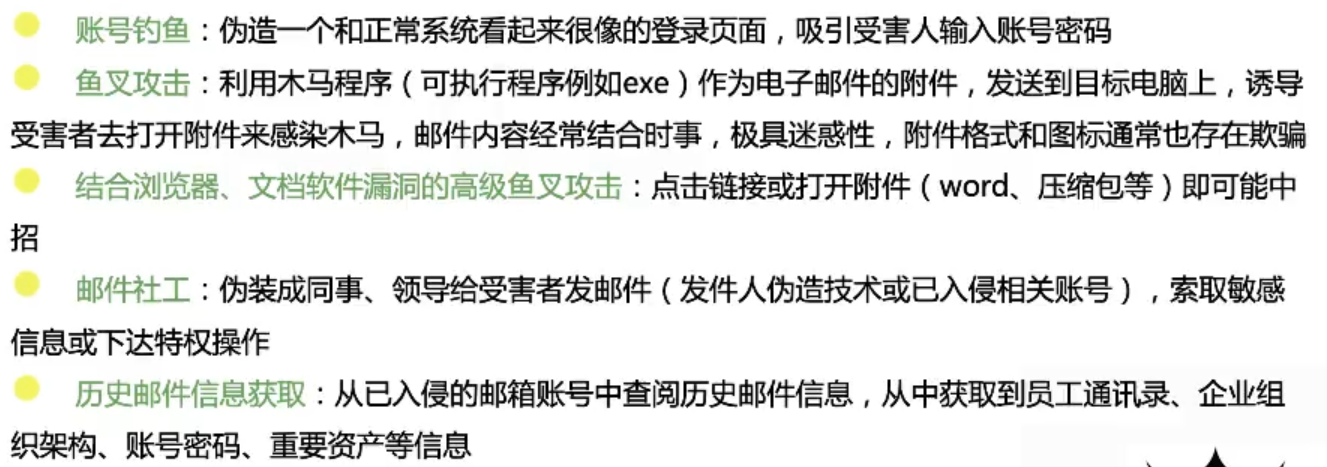 账号钓鱼：伪造一个和正常系统看起来很像的登录页面，吸引受害人输入账号密码
鱼叉攻击：利用木马程序（可执行程序例如exe）作为电子邮件的附件，发送到目标电脑上，诱导
受害者去打开附件来感染木马，邮件内容经常结合时事，极具迷惑性，附件格式和图标通常也存在欺骗
结合浏览器、文档软件漏洞的高级鱼叉攻击：点击链接或打开附件（word、压缩包等）即可能中
招
邮件社工：伪装成同事、领导给受害者发邮件（发件人伪造技术或已入侵相关账号），索取敏感
信息或下达特权操作
历史邮件信息获取：从已入侵的邮箱账号中查阅历史邮件信息，从中获取到员工通讯录、企业组
织架构、账号密码、重要资产等信息